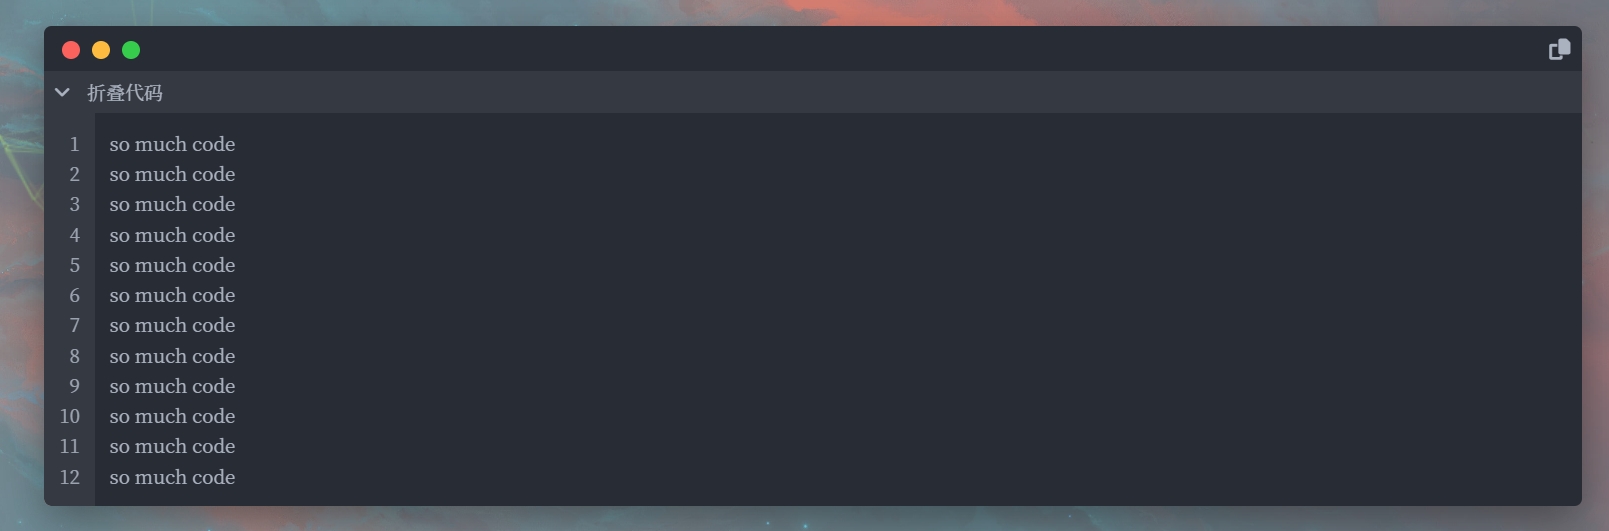 折叠代码
1 so much code
2 so much code
3 so much code
4 so much code
5 so much code
6 so much code
7 so much code
8 so much code
9 so much code
10 so much code
11 so much code
12 so much code